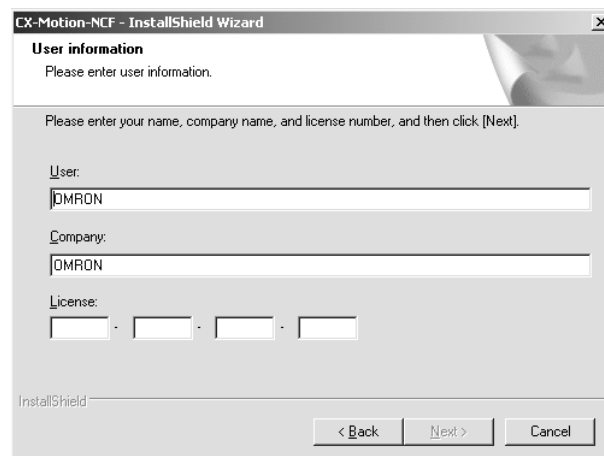 CX-Motion-NCF - InstallShield Wizard
User information
Please enter user information.
Please enter your name, company name, and license number, and then click [Next].
User:
OMRON
Company:
OMRON
License:
- - -
InstallShield
< Back Next > Cancel